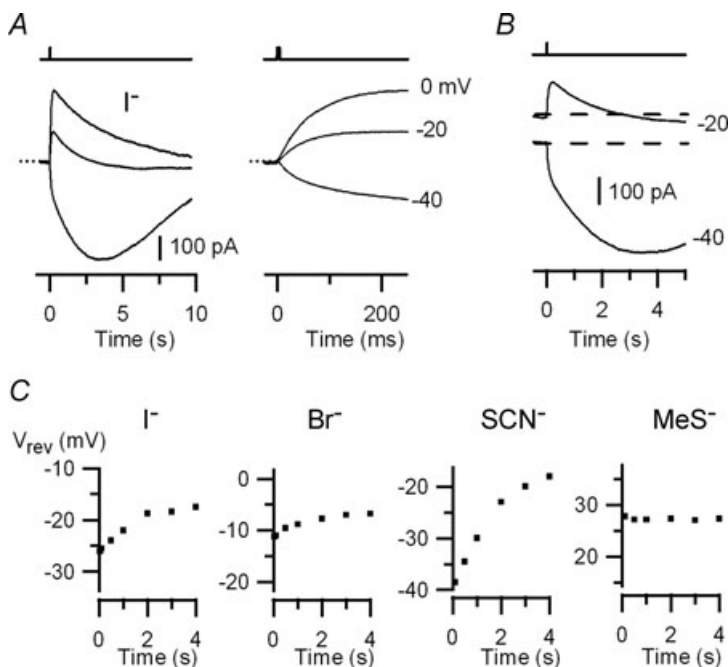 A
B
I⁻
0 mV
-20
-40
100 pA
0 5 10
Time (s)
0 200
Time (ms)
-20
100 pA
-40
0 2 4
Time (s)
C
I⁻ Br⁻ SCN⁻ MeS⁻
V_rev (mV)
-10
-20
-30
0 2 4
Time (s)
0
-10
-20
0 2 4
Time (s)
-20
-30
-40
0 2 4
Time (s)
30
20
0 2 4
Time (s)